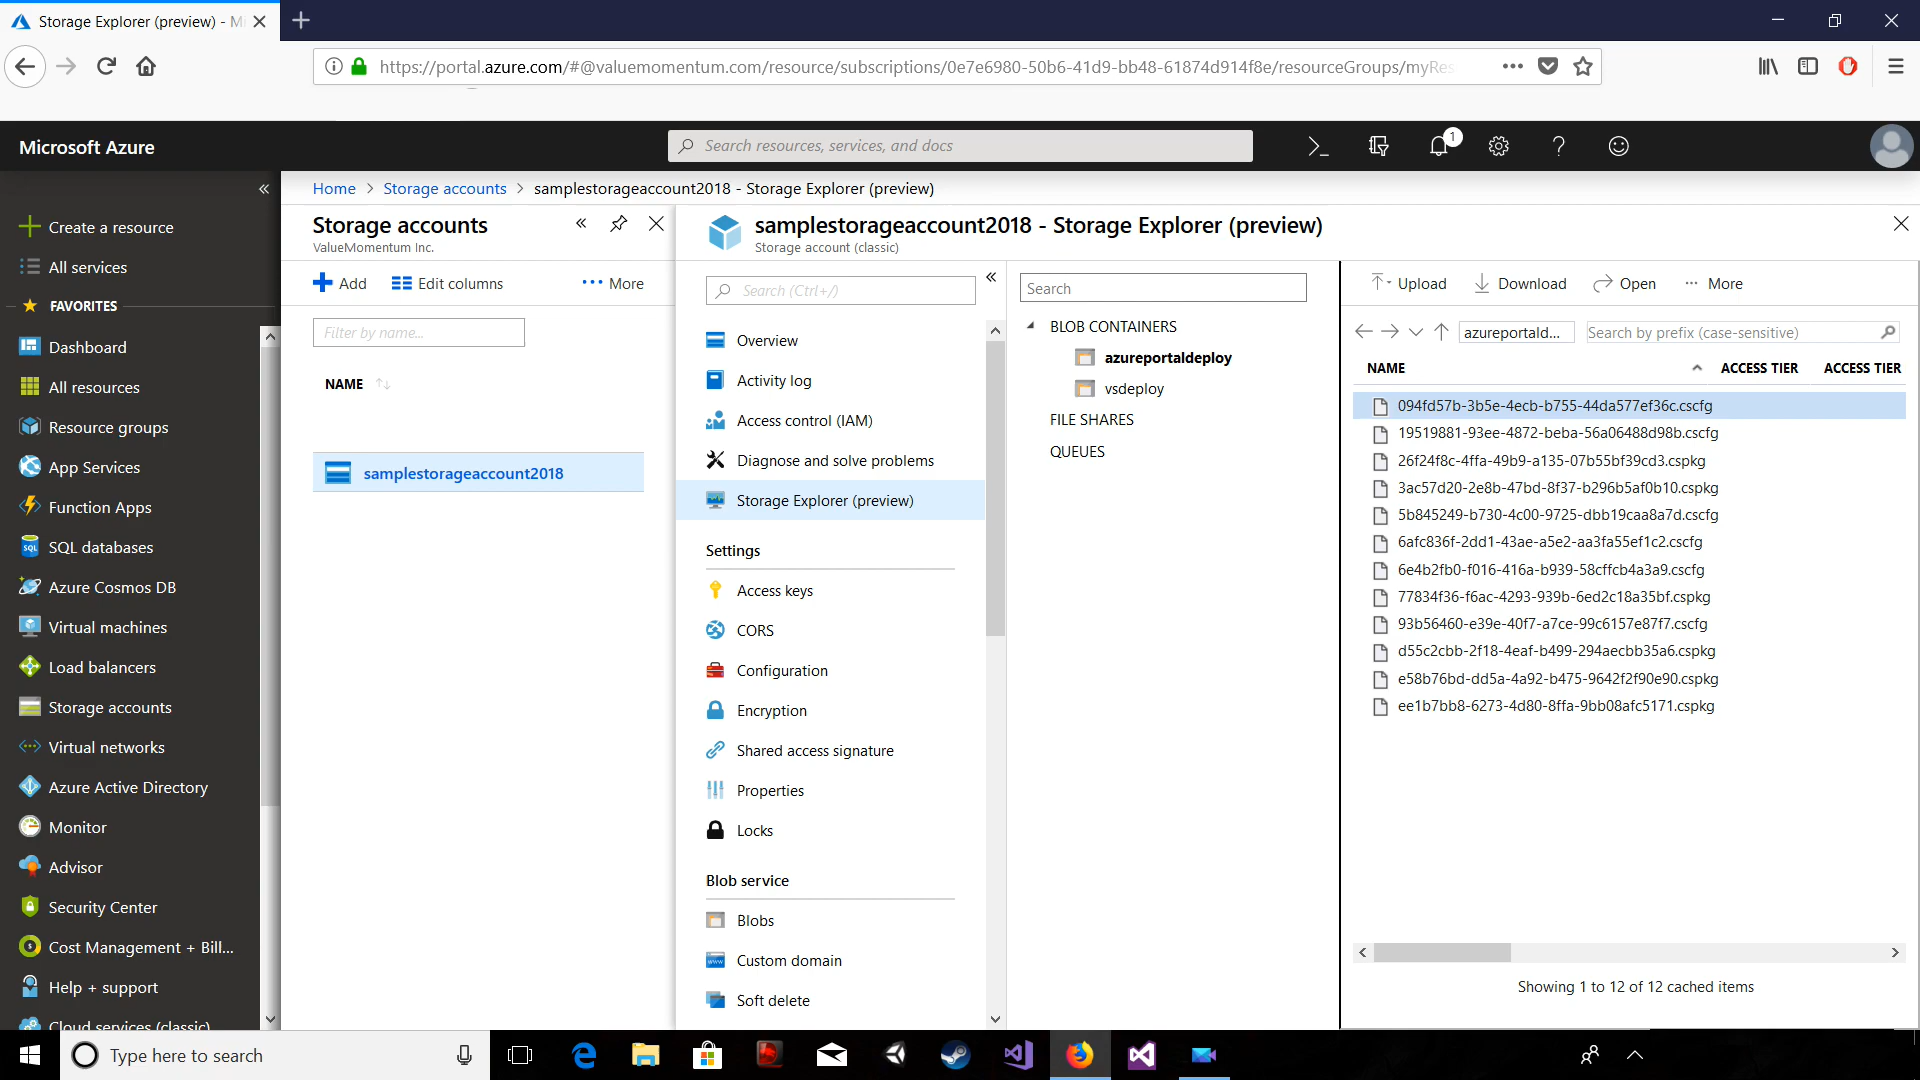 Storage Explorer (preview) - M
https://portal.azure.com/#@valuemomentum.com/resource/subscriptions/0e7e6980-50b6-41d9-bb48-61874d914f8e/resourceGroups/myRes
Microsoft Azure
Search resources, services, and docs
1
Home > Storage accounts > samplestorageaccount2018 - Storage Explorer (preview)
Create a resource
All services
FAVORITES
Dashboard
All resources
Resource groups
App Services
Function Apps
SQL databases
Azure Cosmos DB
Virtual machines
Load balancers
Storage accounts
Virtual networks
Azure Active Directory
Monitor
Advisor
Security Center
Cost Management + Bill...
Help + support
Cloud services (classic)
Storage accounts
ValueMomentum Inc.
Add
Edit columns
More
Filter by name...
NAME
samplestorageaccount2018
samplestorageaccount2018 - Storage Explorer (preview)
Storage account (classic)
Search (Ctrl+/)
Overview
Activity log
Access control (IAM)
Diagnose and solve problems
Storage Explorer (preview)
Settings
Access keys
CORS
Configuration
Encryption
Shared access signature
Properties
Locks
Blob service
Blobs
Custom domain
Soft delete
Search
BLOB CONTAINERS
azureportaldeploy
vsdeploy
FILE SHARES
QUEUES
Upload
Download
Open
More
azureportald...
Search by prefix (case-sensitive)
NAME ACCESS TIER ACCESS TIER
094fd57b-3b5e-4ecb-b755-44da577ef36c.cscfg
19519881-93ee-4872-beba-56a06488d98b.cscfg
26f24f8c-4ffa-49b9-a135-07b55bf39cd3.cspkg
3ac57d20-2e8b-47bd-8f37-b296b5af0b10.cspkg
5b845249-b730-4c00-9725-dbb19caa8a7d.cscfg
6afc836f-2dd1-43ae-a5e2-aa3fa55ef1c2.cscfg
6e4b2fb0-f016-416a-b939-58cffcb4a3a9.cscfg
77834f36-f6ac-4293-939b-6ed2c18a35bf.cspkg
93b56460-e39e-40f7-a7ce-99c6157e87f7.cscfg
d55c2cbb-2f18-4eaf-b499-294aecbb35a6.cspkg
e58b76bd-dd5a-4a92-b475-9642f2f90e90.cspkg
ee1b7bb8-6273-4d80-8ffa-9bb08afc5171.cspkg
Showing 1 to 12 of 12 cached items
Type here to search